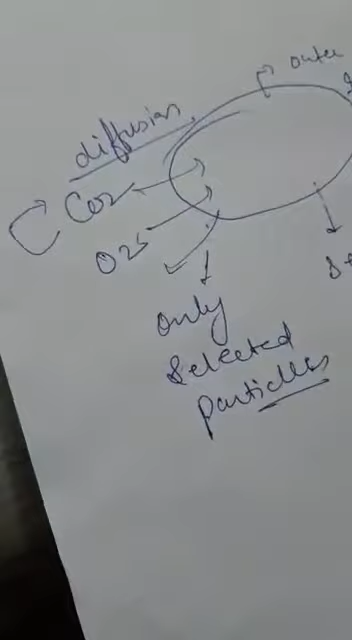 outer
diffusion
CO2
O2
only
selected
particles